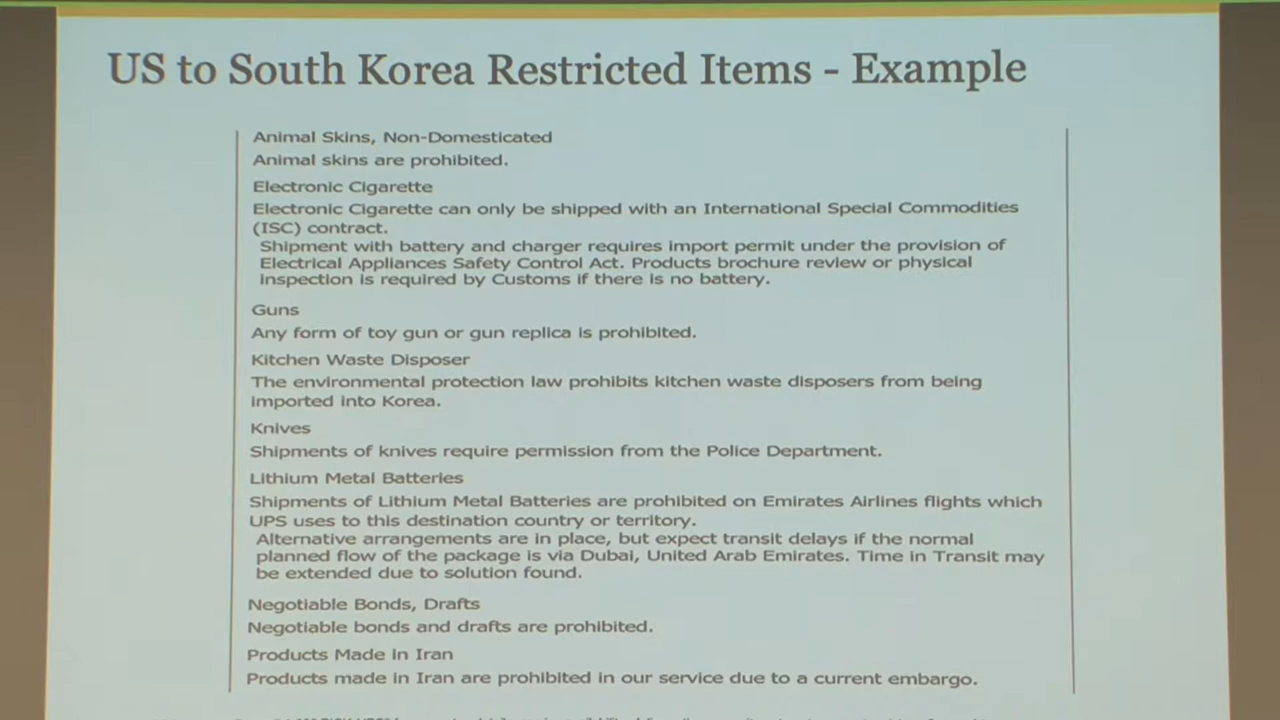 US to South Korea Restricted Items - Example
Animal Skins, Non-Domesticated
Animal skins are prohibited.
Electronic Cigarette
Electronic Cigarette can only be shipped with an International Special Commodities
(ISC) contract.
Shipment with battery and charger requires import permit under the provision of
Electrical Appliances Safety Control Act. Products brochure review or physical
inspection is required by Customs if there is no battery.
Guns
Any form of toy gun or gun replica is prohibited.
Kitchen Waste Disposer
The environmental protection law prohibits kitchen waste disposers from being
imported into Korea.
Knives
Shipments of knives require permission from the Police Department.
Lithium Metal Batteries
Shipments of Lithium Metal Batteries are prohibited on Emirates Airlines flights which
UPS uses to this destination country or territory.
Alternative arrangements are in place, but expect transit delays if the normal
planned flow of the package is via Dubai, United Arab Emirates. Time in Transit may
be extended due to solution found.
Negotiable Bonds, Drafts
Negotiable bonds and drafts are prohibited.
Products Made in Iran
Products made in Iran are prohibited in our service due to a current embargo.